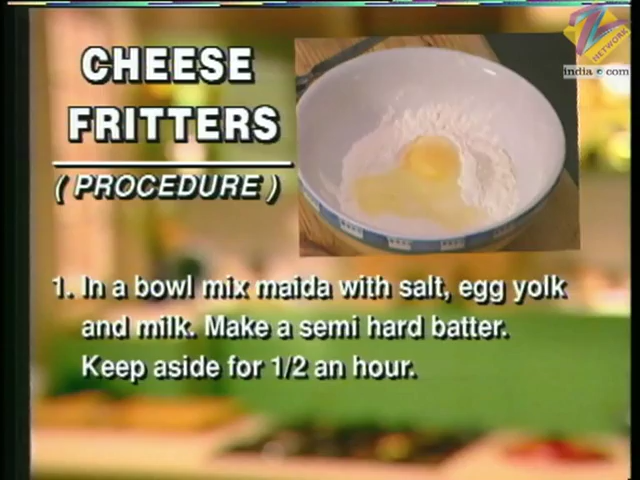 CHEESE
FRITTERS
( PROCEDURE )
1. In a bowl mix maida with salt, egg yolk
and milk. Make a semi hard batter.
Keep aside for 1/2 an hour.
Z
NETWORK
india.com